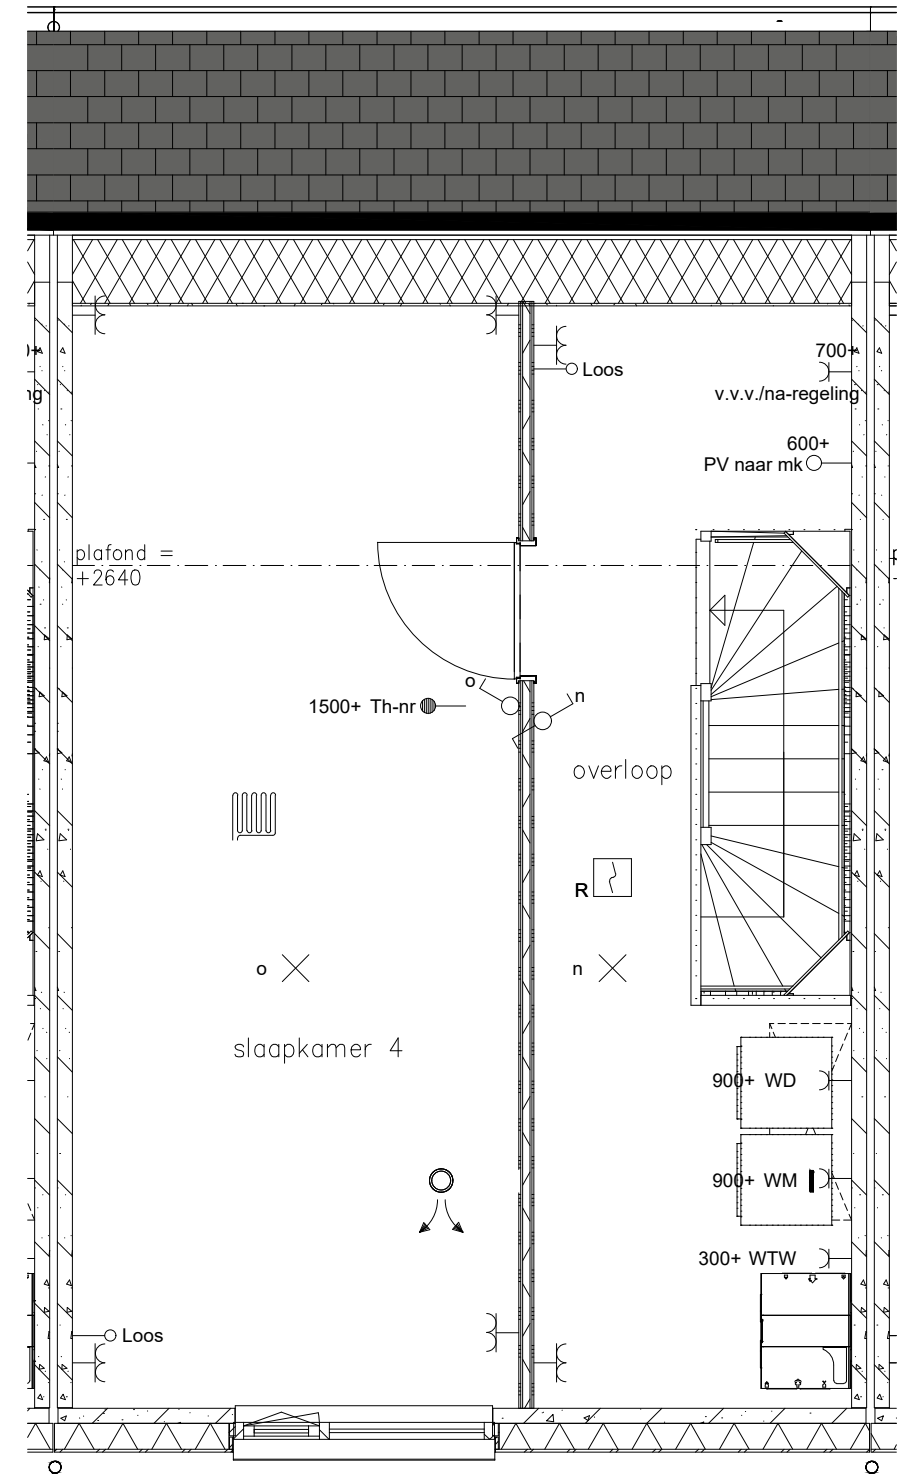 Loos
700+
v.v.v./na-regeling
ng
600+
PV naar mk
plafond =
+2640
o
n
1500+ Th-nr
overloop
R
o
n
slaapkamer 4
900+ WD
900+ WM
300+ WTW
Loos